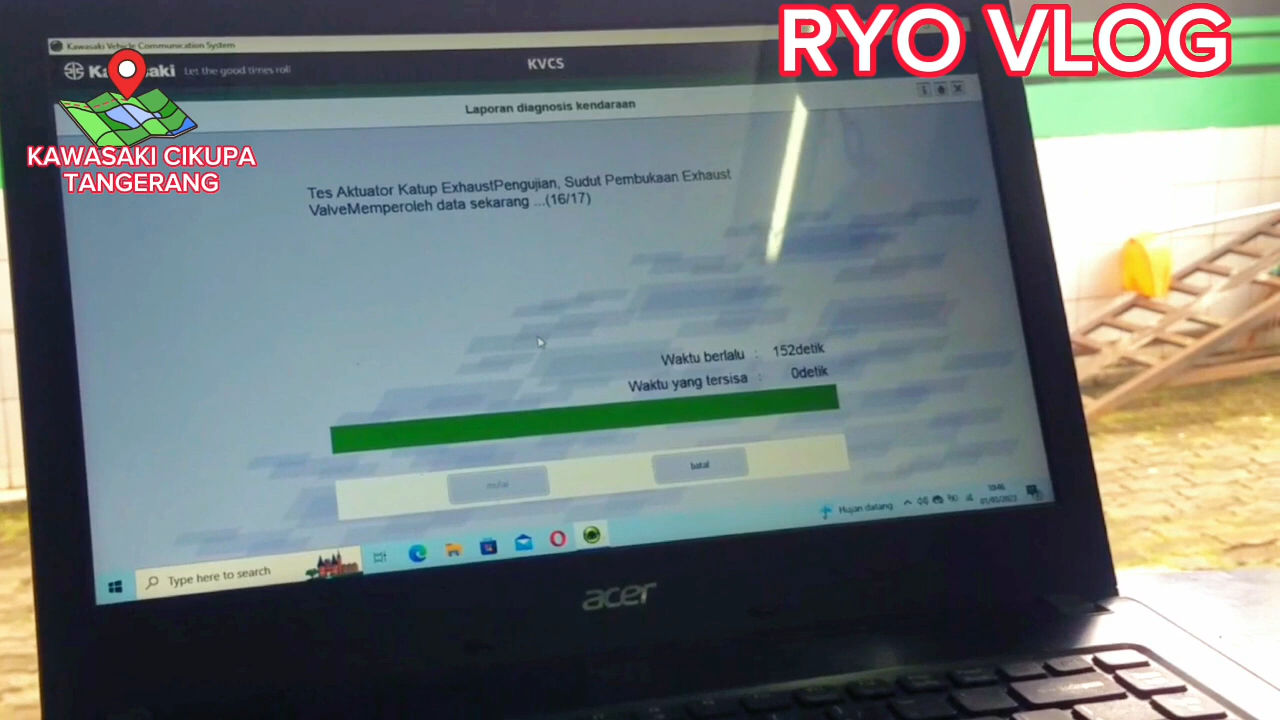 RYO VLOG
Kawasaki Vehicle Communication System
Let the good times roll
KVCS
Laporan diagnosis kendaraan
KAWASAKI CIKUPA
TANGERANG
Tes Aktuator Katup ExhaustPengujian, Sudut Pembukaan Exhaust
ValveMemperoleh data sekarang ...(16/17)
Waktu berlalu : 152detik
Waktu yang tersisa : 0detik
mulai
batal
Type here to search
Hujan datang
10:46
acer